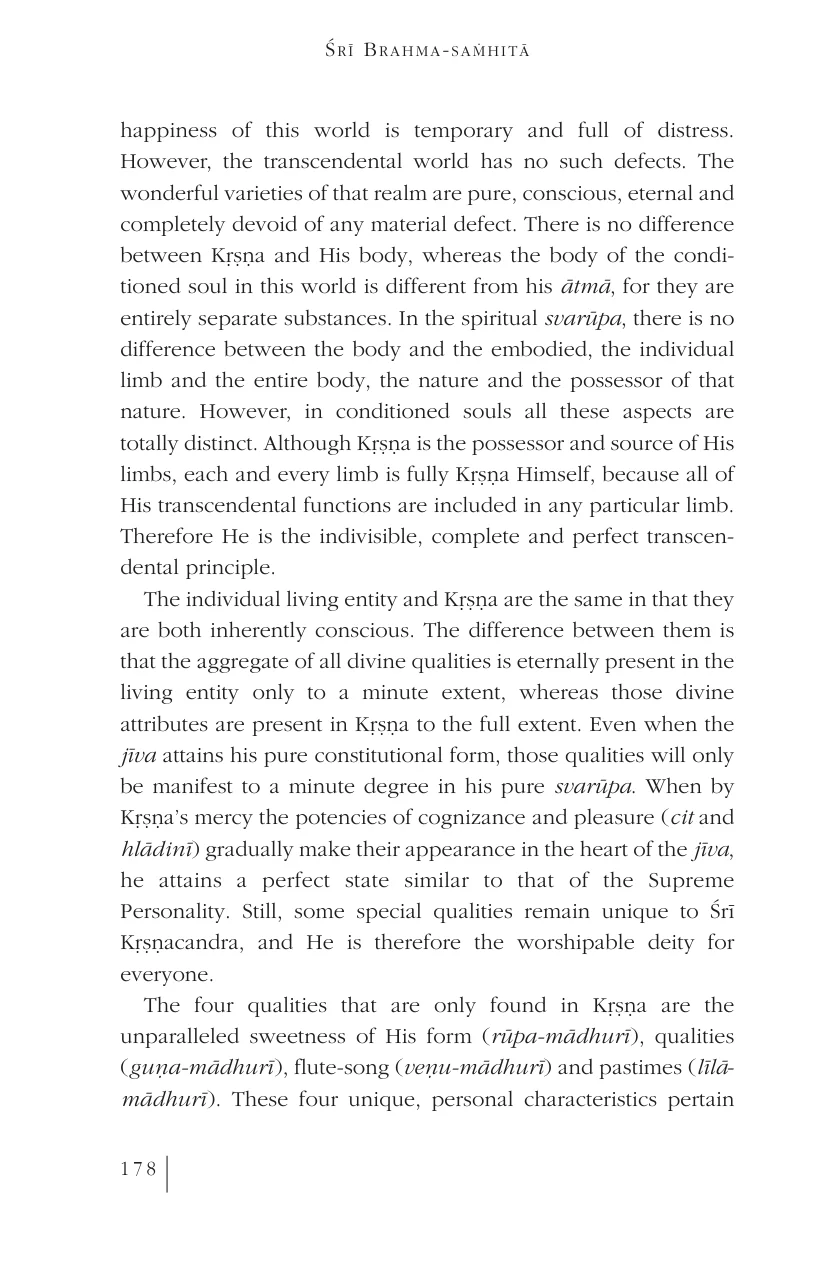 Śrī Brahma-saṁhitā
happiness of this world is temporary and full of distress.
However, the transcendental world has no such defects. The
wonderful varieties of that realm are pure, conscious, eternal and
completely devoid of any material defect. There is no difference
between Kṛṣṇa and His body, whereas the body of the condi-
tioned soul in this world is different from his ātmā, for they are
entirely separate substances. In the spiritual svarūpa, there is no
difference between the body and the embodied, the individual
limb and the entire body, the nature and the possessor of that
nature. However, in conditioned souls all these aspects are
totally distinct. Although Kṛṣṇa is the possessor and source of His
limbs, each and every limb is fully Kṛṣṇa Himself, because all of
His transcendental functions are included in any particular limb.
Therefore He is the indivisible, complete and perfect transcen-
dental principle.
The individual living entity and Kṛṣṇa are the same in that they
are both inherently conscious. The difference between them is
that the aggregate of all divine qualities is eternally present in the
living entity only to a minute extent, whereas those divine
attributes are present in Kṛṣṇa to the full extent. Even when the
jīva attains his pure constitutional form, those qualities will only
be manifest to a minute degree in his pure svarūpa. When by
Kṛṣṇa’s mercy the potencies of cognizance and pleasure (cit and
hlādinī) gradually make their appearance in the heart of the jīva,
he attains a perfect state similar to that of the Supreme
Personality. Still, some special qualities remain unique to Śrī
Kṛṣṇacandra, and He is therefore the worshipable deity for
everyone.
The four qualities that are only found in Kṛṣṇa are the
unparalleled sweetness of His form (rūpa-mādhurī), qualities
(guṇa-mādhurī), flute-song (veṇu-mādhurī) and pastimes (līlā-
mādhurī). These four unique, personal characteristics pertain
178